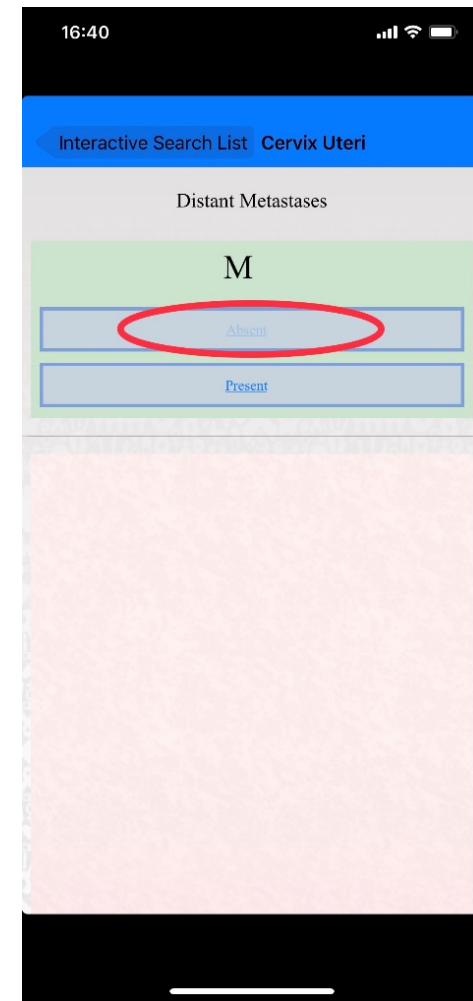 16:40
Interactive Search List Cervix Uteri
Distant Metastases
M
Absent
Present